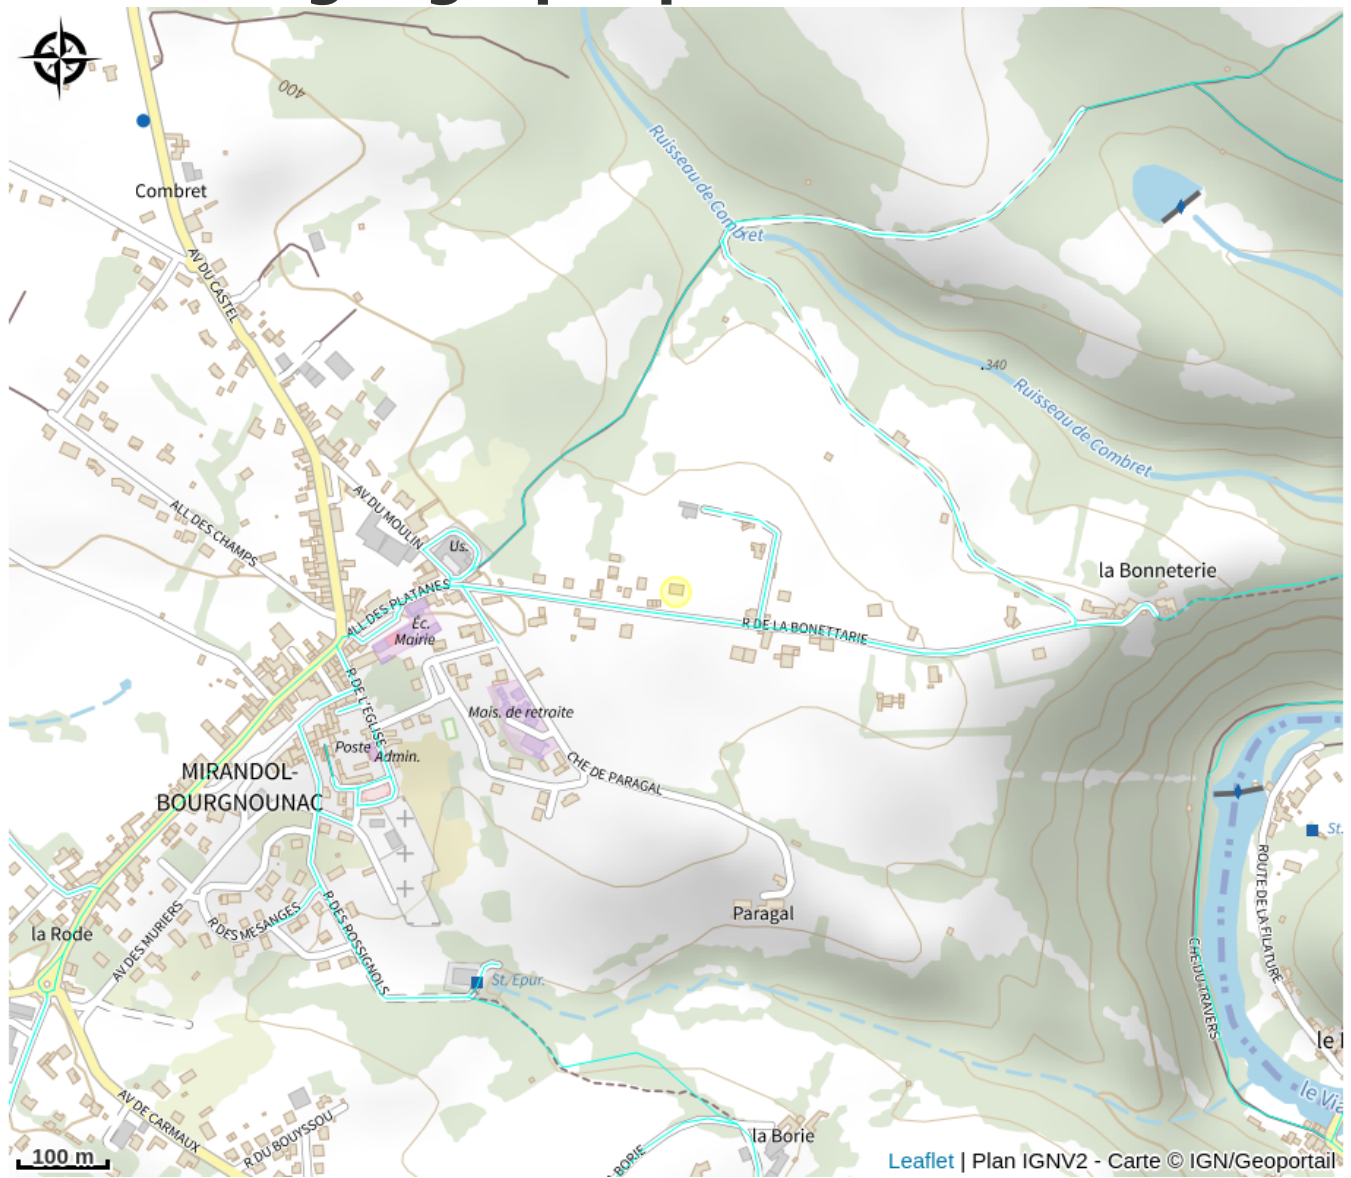 400
Ruisseau de Combret
Combret
AV DU CASTEL
340
Ruisseau de Combret
AV DU MOULIN
ALL DES CHAMPS
Us.
la Bonneterie
ALL DES PLATANES
Éc.
Mairie
R DE LA BONETTARIE
R DE L'EGLISE
Mais. de retraite
Poste
Admin.
CHE DE PARAGAL
MIRANDOL-
BOURGNOUNAC
St.
ROUTE DE LA FILATURE
Paragal
la Rode
AV DES MURIERS
R DES MESANGES
R DES ROSSIGNOLS
CHE DU TRAVERS
St. Epur.
AV DE CARMAUX
R DU BOUYSSOU
la Borie
100 m
Leaflet | Plan IGNV2 - Carte © IGN/Geoportail